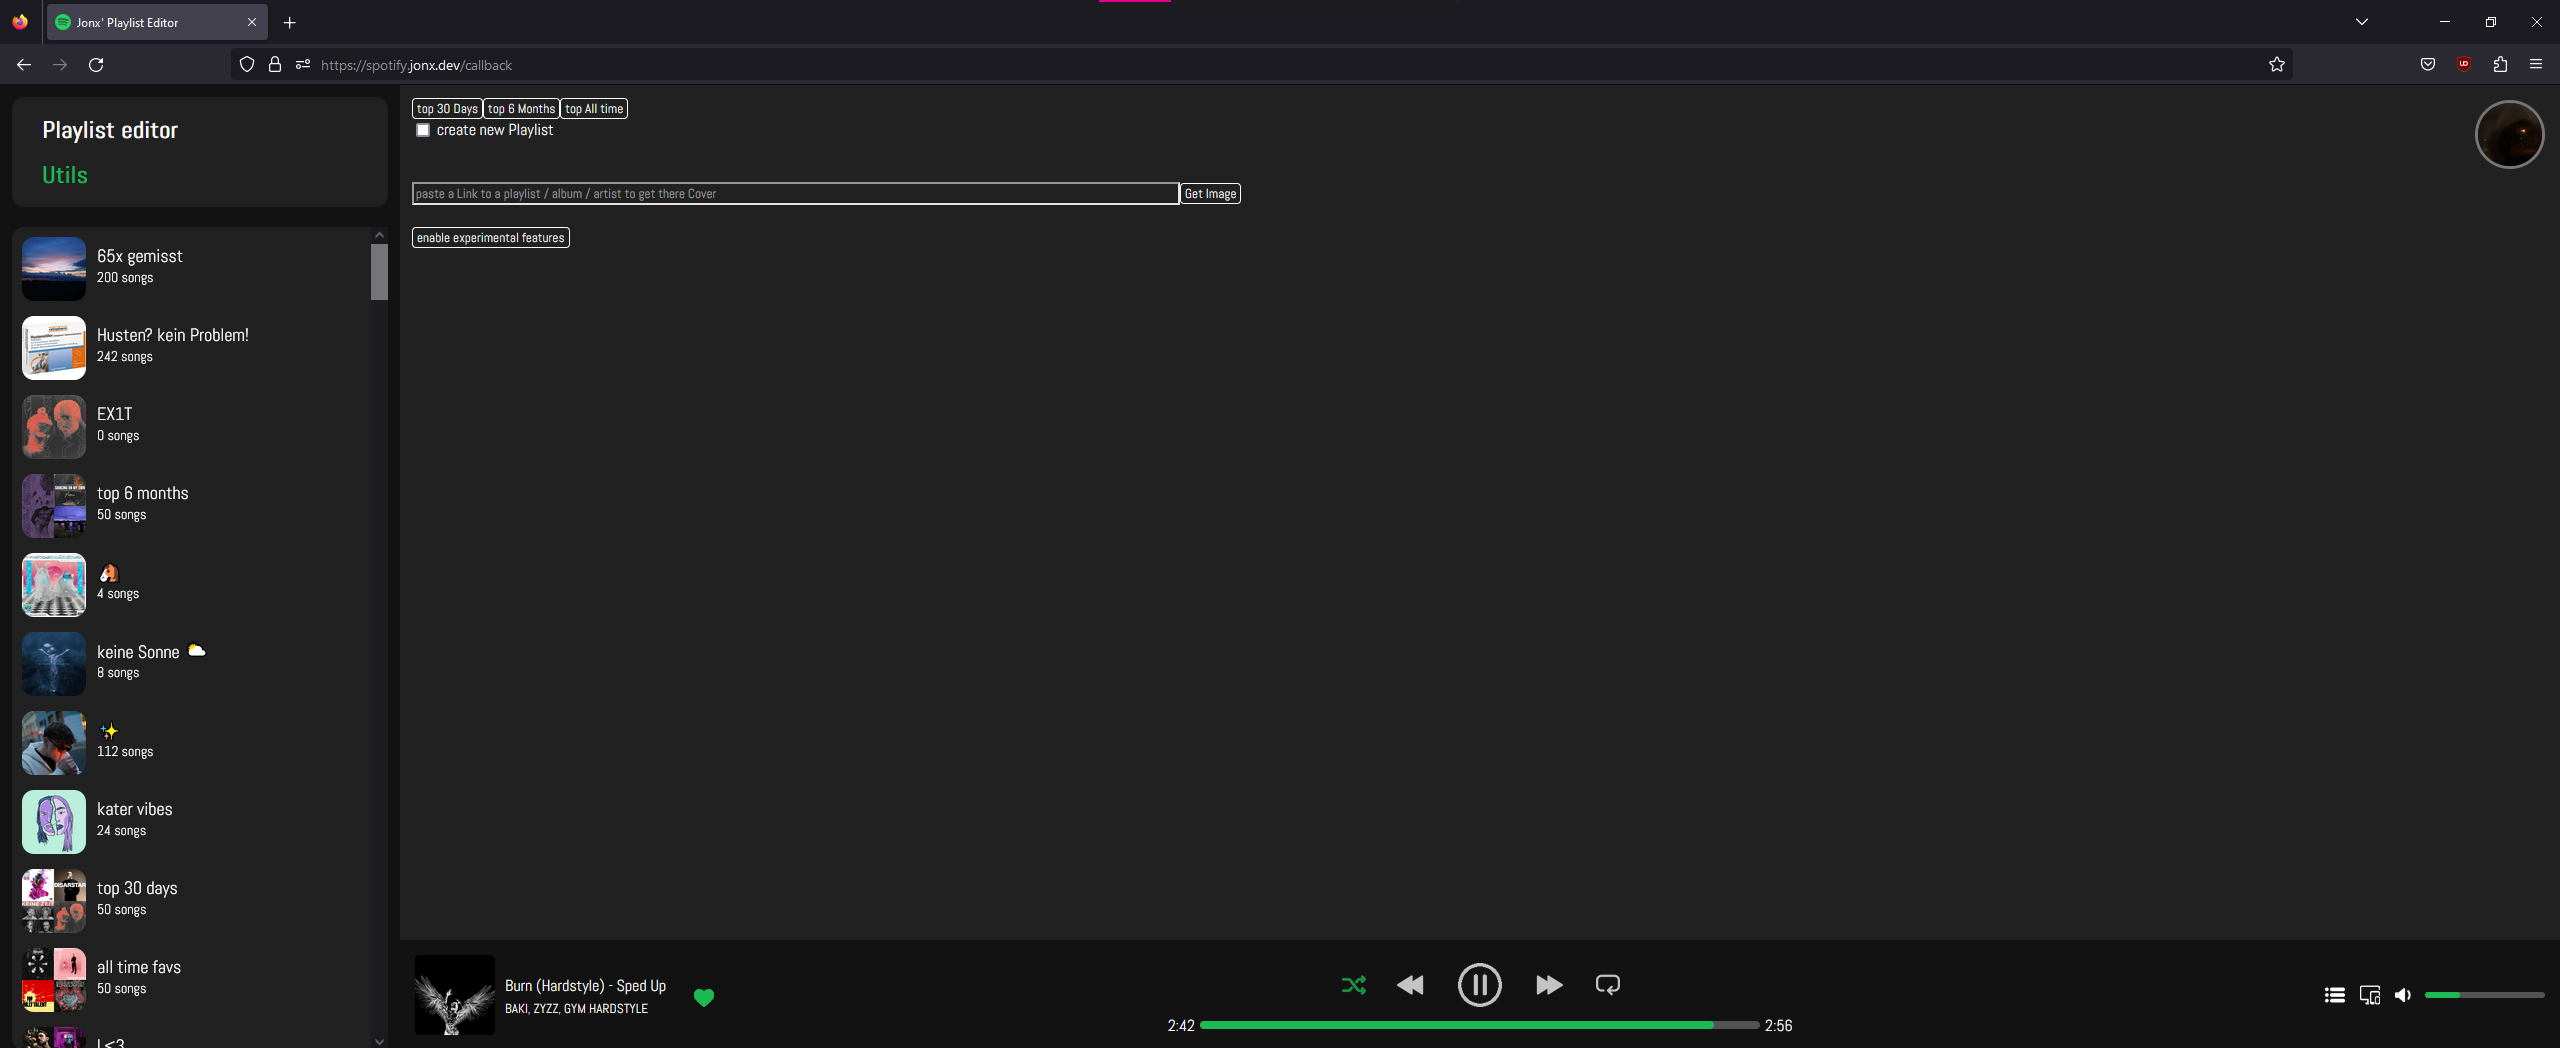 Jonx' Playlist Editor
https://spotify.jonx.dev/callback
Playlist editor
Utils
65x gemisst
200 songs
Husten? kein Problem!
242 songs
EX1T
0 songs
top 6 months
50 songs
🐴
4 songs
keine Sonne 🌥️
8 songs
✨
112 songs
kater vibes
24 songs
top 30 days
50 songs
DISARSTAR
all time favs
50 songs
top 30 Days top 6 Months top All time
create new Playlist
paste a Link to a playlist / album / artist to get there Cover Get Image
enable experimental features
Burn (Hardstyle) - Sped Up
BAKI, ZYZZ, GYM HARDSTYLE
2:42 2:56